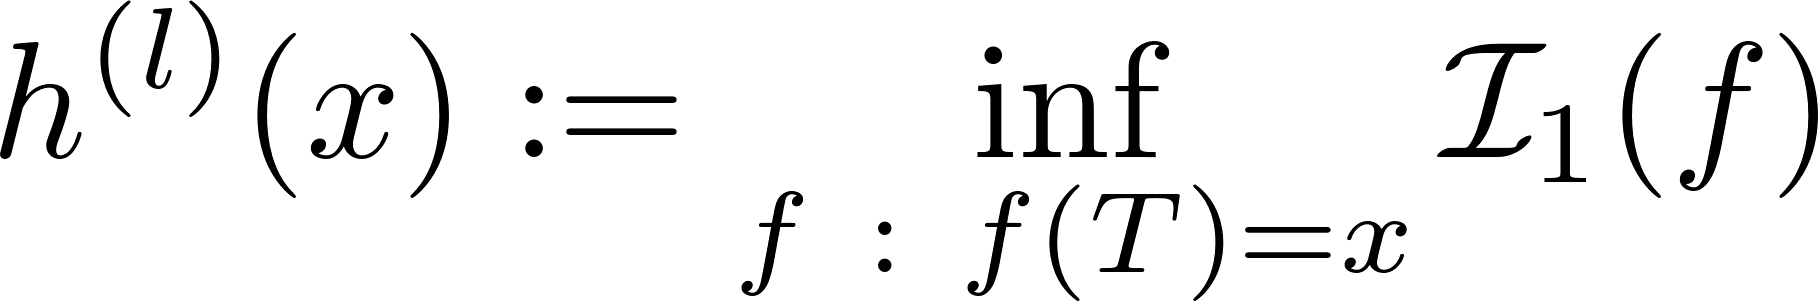 h^{(l)}(x) := \inf_{f : f(T)=x} \mathcal{I}_1(f)